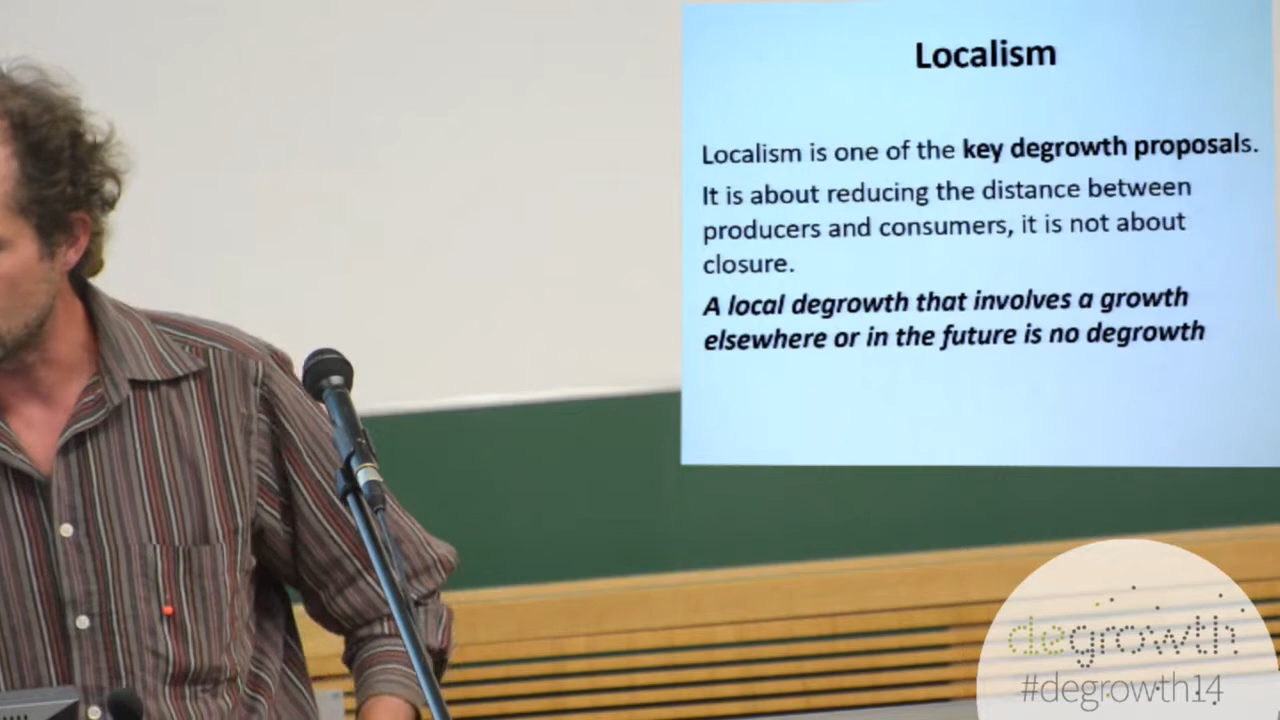 Localism
Localism is one of the key degrowth proposals.
It is about reducing the distance between
producers and consumers, it is not about
closure.
A local degrowth that involves a growth
elsewhere or in the future is no degrowth
degrowth
#degrowth14